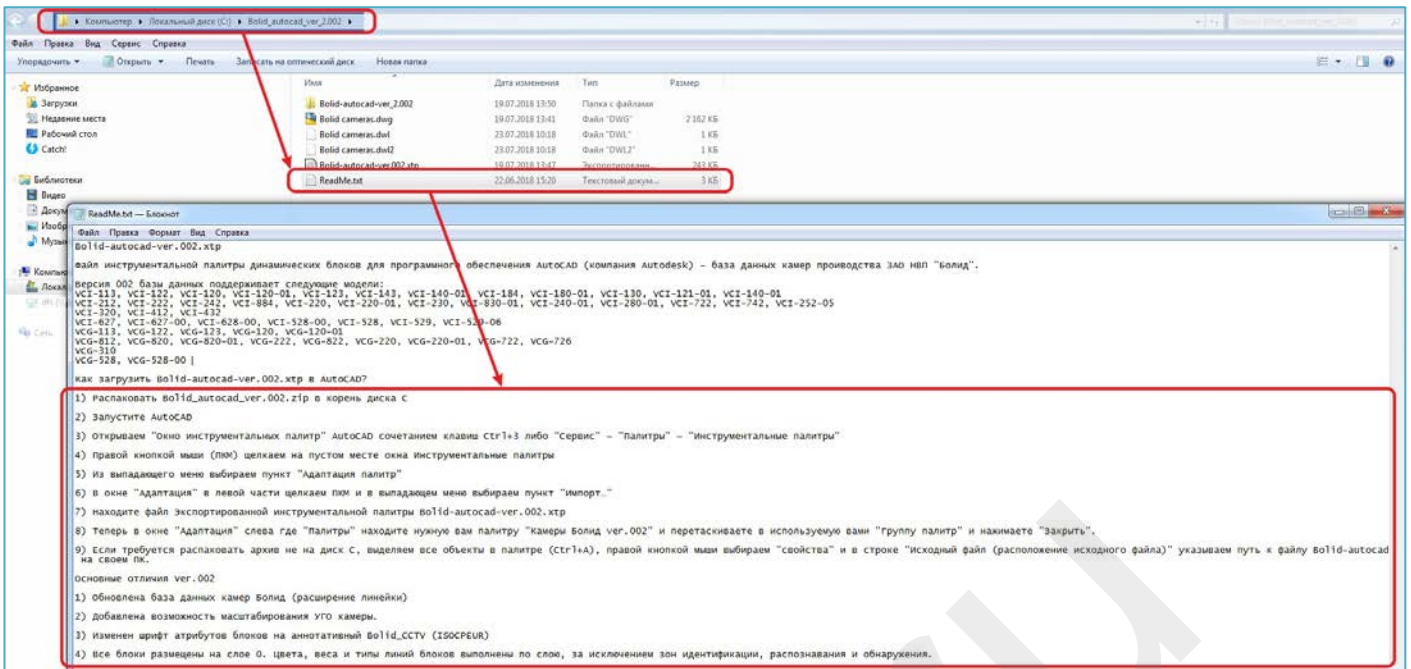 Компьютер ▸ Локальный диск (C:) ▸ Bolid_autocad_ver_2.002 ▸
Файл Правка Вид Сервис Справка
Упорядочить Открыть Печать Записать на оптический диск Новая папка
Имя Дата изменения Тип Размер
Избранное
Загрузки
Недавние места
Рабочий стол
Catch!
Библиотеки
Видео
Bolid-autocad-ver_2.002 19.07.2018 13:50 Папка с файлами
Bolid cameras.dwg 19.07.2018 13:41 Файл "DWG" 2 162 КБ
Bolid cameras.dwl 23.07.2018 10:18 Файл "DWL" 1 КБ
Bolid cameras.dwl2 23.07.2018 10:18 Файл "DWL2" 1 КБ
Bolid-autocad-ver.002.xtp 19.07.2018 13:47 Экспортированн... 243 КБ
ReadMe.txt 22.06.2018 15:20 Текстовый докум... 3 КБ
Докум
Изобр
Музы
Компью
Локал
Сеть
ReadMe.txt — Блокнот
Файл Правка Формат Вид Справка
Bolid-autocad-ver.002.xtp
Файл инструментальной палитры динамических блоков для програмного обеспечения AutoCAD (компания Autodesk) – база данных камер проиводства ЗАО НВП "Болид".
Версия 002 базы данных поддерживает следующие модели:
VCI-113, VCI-122, VCI-120, VCI-120-01, VCI-123, VCI-143, VCI-140-01, VCI-184, VCI-180-01, VCI-130, VCI-121-01, VCI-140-01
VCI-212, VCI-222, VCI-242, VCI-884, VCI-220, VCI-220-01, VCI-230, VCI-830-01, VCI-240-01, VCI-280-01, VCI-722, VCI-742, VCI-252-05
VCI-320, VCI-412, VCI-432
VCI-627, VCI-627-00, VCI-628-00, VCI-528-00, VCI-528, VCI-529, VCI-529-06
VCG-113, VCG-122, VCG-123, VCG-120, VCG-120-01
VCG-812, VCG-820, VCG-820-01, VCG-222, VCG-822, VCG-220, VCG-220-01, VCG-722, VCG-726
VCG-310
VCG-528, VCG-528-00
Как загрузить Bolid-autocad-ver.002.xtp в AutoCAD?
1) Распаковать Bolid_autocad_ver.002.zip в корень диска C
2) Запустите AutoCAD
3) Открываем "Окно инструментальных палитр" AutoCAD сочетанием клавиш Ctrl+3 либо "Сервис" – "Палитры" – "Инструментальные палитры"
4) Правой кнопкой мыши (ПКМ) щелкаем на пустом месте окна Инструментальные палитры
5) Из выпадающего меню выбираем пункт "Адаптация палитр"
6) В окне "Адаптация" в левой части щелкаем ПКМ и в выпадающем меню выбираем пункт "Импорт…"
7) Находите файл Экспортированной инструментальной палитры Bolid-autocad-ver.002.xtp
8) Теперь в окне "Адаптация" слева где "Палитры" находите нужную вам палитру "Камеры Болид ver.002" и перетаскиваете в используемую вами "Группу палитр" и нажимаете "Закрыть".
9) Если требуется распаковать архив не на диск C, выделяем все объекты в палитре (Ctrl+A), правой кнопкой мыши выбираем "свойства" и в строке "Исходный файл (расположение исходного файла)" указываем путь к файлу Bolid-autocad
на своем ПК.
Основные отличия ver.002
1) Обновлена база данных камер Болид (расширение линейки)
2) Добавлена возможность масштабирования УГО камеры.
3) Изменен шрифт атрибутов блоков на аннотативный Bolid_CCTV (ISOCPEUR)
4) Все блоки размещены на слое 0. Цвета, веса и типы линий блоков выполнены по слою, за исключением зон идентификации, распознавания и обнаружения.